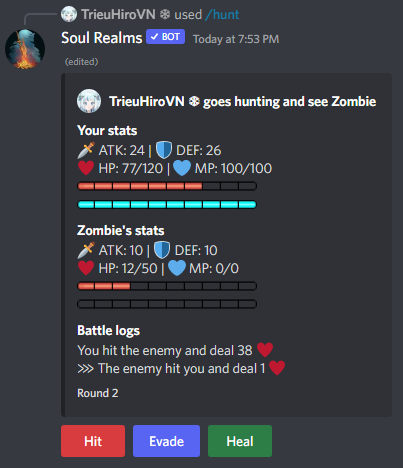 TrieuHiroVN ❄ used /hunt
Soul Realms ✓ BOT Today at 7:53 PM
(edited)
TrieuHiroVN ❄ goes hunting and see Zombie
Your stats
🗡 ATK: 24 | 🛡 DEF: 26
❤ HP: 77/120 | 💙 MP: 100/100
Zombie's stats
🗡 ATK: 10 | 🛡 DEF: 10
❤ HP: 12/50 | 💙 MP: 0/0
Battle logs
You hit the enemy and deal 38 ❤
⋙ The enemy hit you and deal 1 ❤
Round 2
Hit Evade Heal